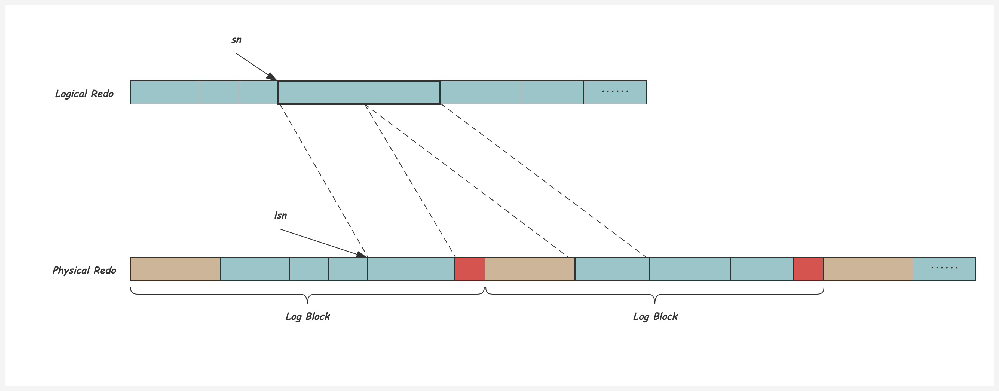 sn
Logical Redo
......
lsn
Physical Redo
......
Log Block
Log Block